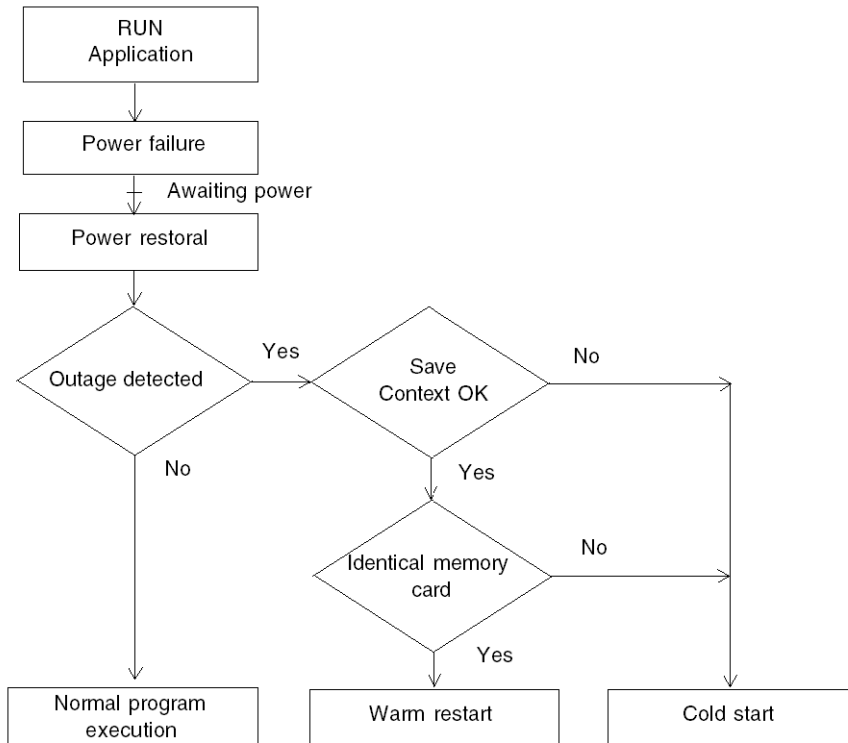 RUN
Application
Power failure
Awaiting power
Power restoral
Outage detected
Yes
Save
Context OK
No
No
Yes
Identical memory
card
No
Yes
Normal program
execution
Warm restart
Cold start